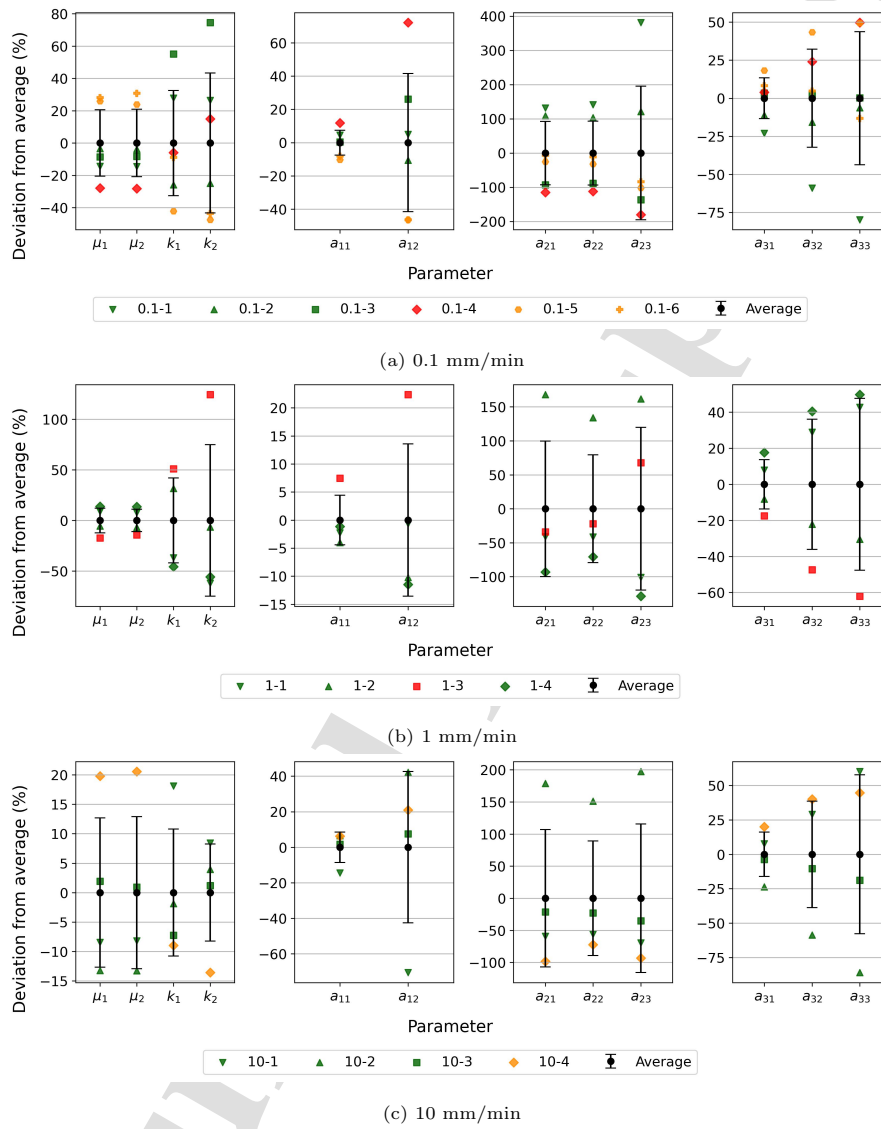 Deviation from average (%)
80 60 40 20 0 −20 −40
60 40 20 0 −20 −40
400 300 200 100 0 −100 −200
50 25 0 −25 −50 −75
μ1 μ2 k1 k2 a11 a12 a21 a22 a23 a31 a32 a33
Parameter
0.1-1 0.1-2 0.1-3 0.1-4 0.1-5 0.1-6 Average
(a) 0.1 mm/min
Deviation from average (%)
100 50 0 −50
20 15 10 5 0 −5 −10 −15
150 100 50 0 −50 −100
40 20 0 −20 −40 −60
μ1 μ2 k1 k2 a11 a12 a21 a22 a23 a31 a32 a33
Parameter
1-1 1-2 1-3 1-4 Average
(b) 1 mm/min
Deviation from average (%)
20 15 10 5 0 −5 −10 −15
40 20 0 −20 −40 −60
200 150 100 50 0 −50 −100
50 25 0 −25 −50 −75
μ1 μ2 k1 k2 a11 a12 a21 a22 a23 a31 a32 a33
Parameter
10-1 10-2 10-3 10-4 Average
(c) 10 mm/min